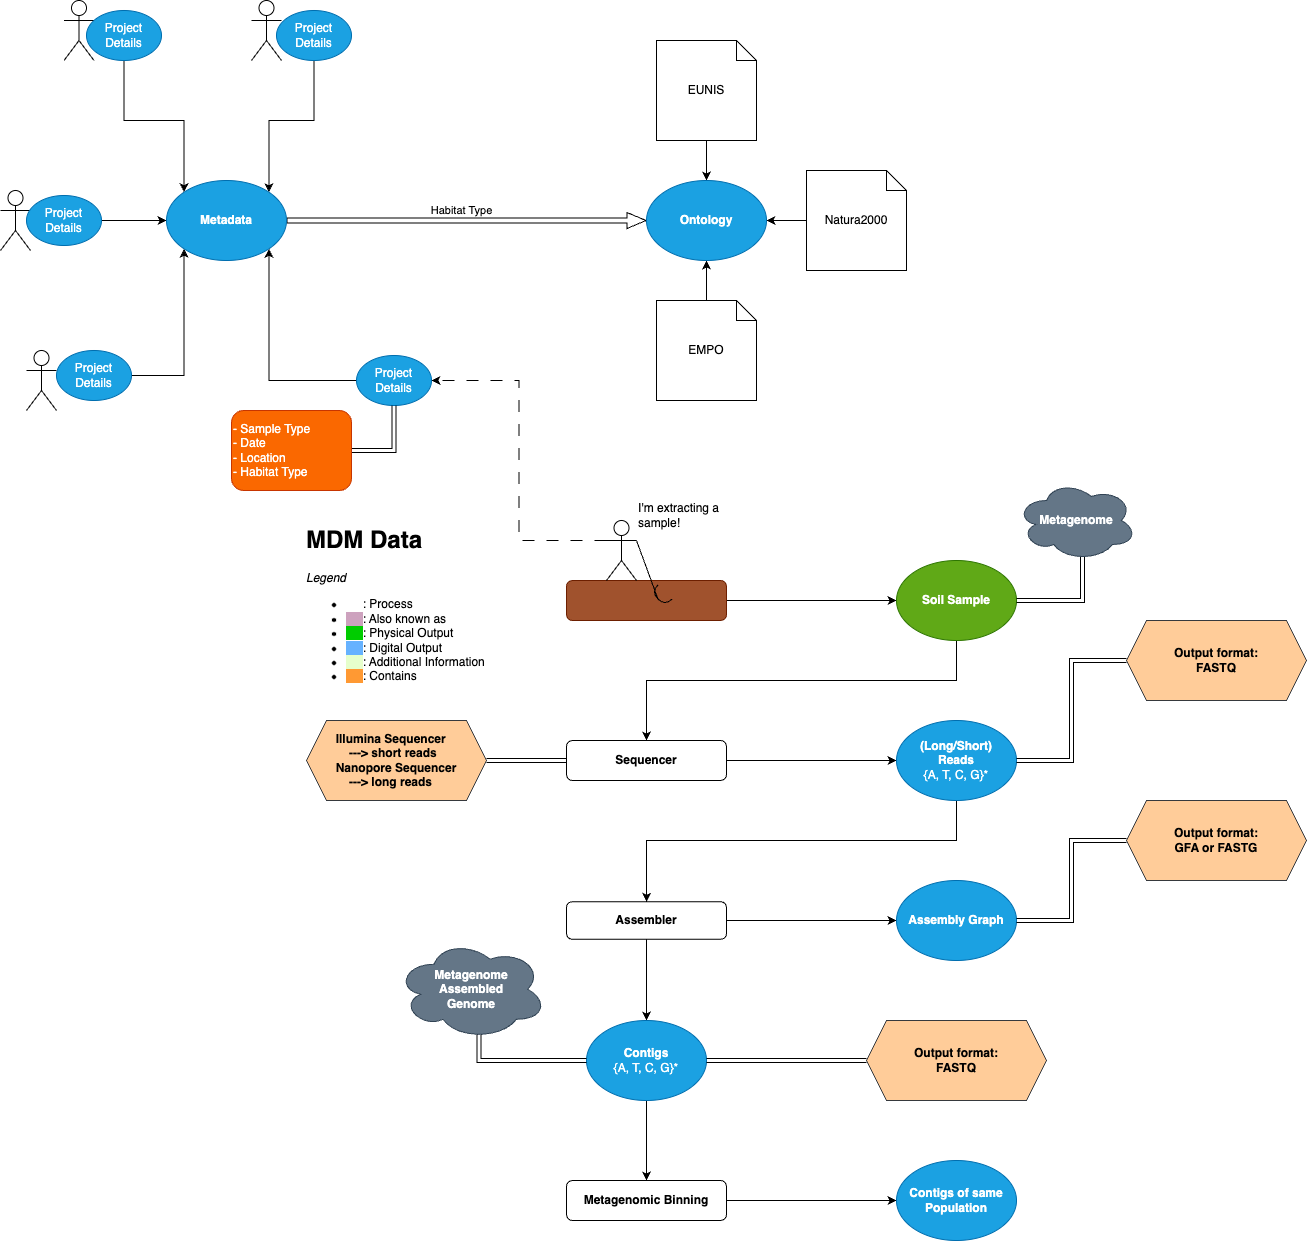 Project
Details
Project
Details
EUNIS
Project
Details
Metadata
Habitat Type
Ontology
Natura2000
Project
Details
Project
Details
EMPO
- Sample Type
- Date
- Location
- Habitat Type
I'm extracting a
sample!
Metagenome
MDM Data
Legend
: Process
: Also known as
: Physical Output
: Digital Output
: Additional Information
: Contains
Soil Sample
Output format:
FASTQ
Illumina Sequencer
---> short reads
Nanopore Sequencer
---> long reads
Sequencer
(Long/Short)
Reads
{A, T, C, G}*
Output format:
GFA or FASTG
Assembler
Assembly Graph
Metagenome
Assembled
Genome
Contigs
{A, T, C, G}*
Output format:
FASTQ
Metagenomic Binning
Contigs of same
Population